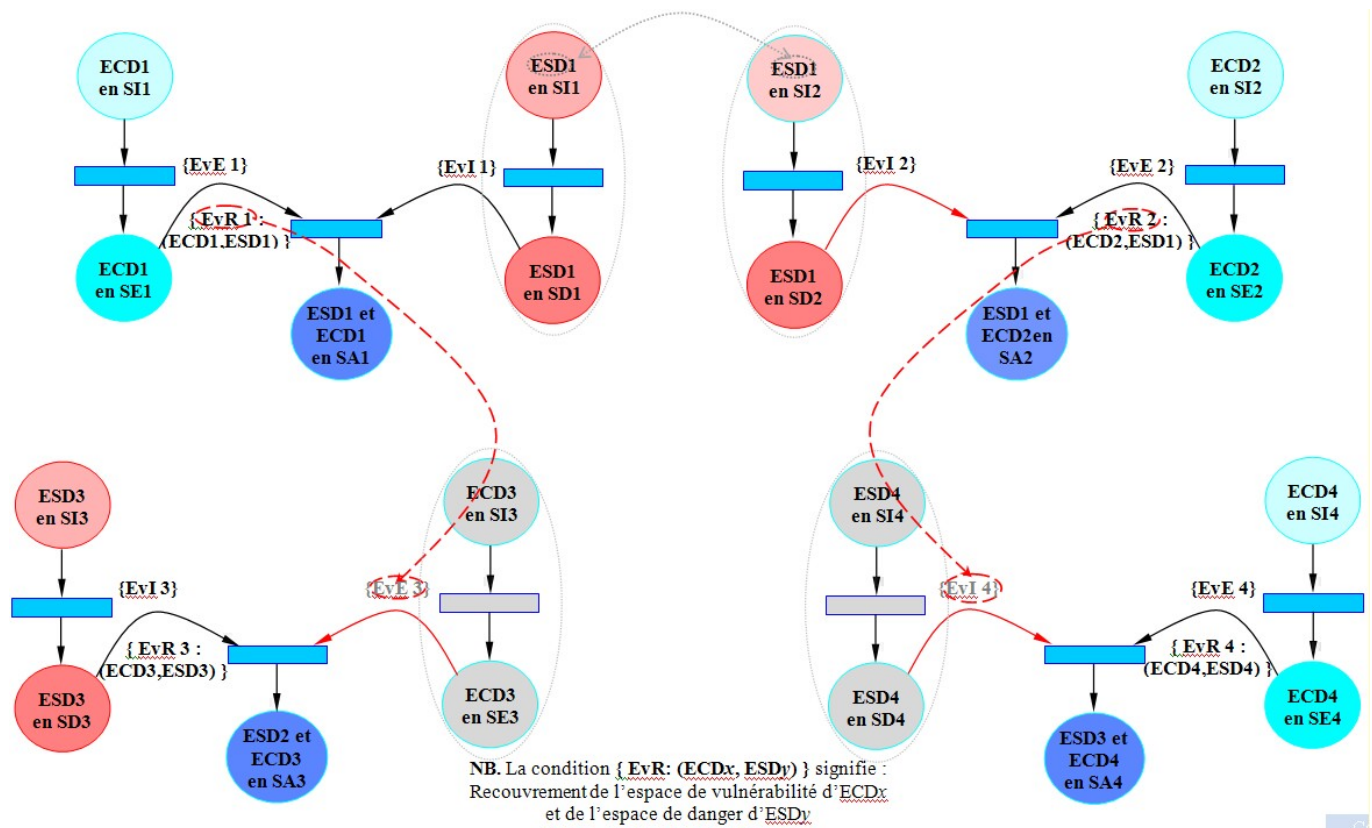 ECD1
en SI1
ESD1
en SI1
ESD1
en SI2
ECD2
en SI2
{EvE 1}
{EvI 1}
{EvI 2}
{EvE 2}
{ EvR 1 :
(ECD1,ESD1) }
{ EvR 2 :
(ECD2,ESD1) }
ECD1
en SE1
ESD1
en SD1
ESD1
en SD2
ECD2
en SE2
ESD1 et
ECD1
en SA1
ESD1 et
ECD2 en
SA2
ESD3
en SI3
ECD3
en SI3
ESD4
en SI4
ECD4
en SI4
{EvI 3}
{EvE 3}
{EvI 4}
{EvE 4}
{ EvR 3 :
(ECD3,ESD3) }
{ EvR 4 :
(ECD4,ESD4) }
ESD3
en SD3
ECD3
en SE3
ESD4
en SD4
ECD4
en SE4
ESD2 et
ECD3
en SA3
ESD3 et
ECD4
en SA4
NB. La condition { EvR: (ECDx, ESDy) } signifie :
Recouvrement de l'espace de vulnérabilité d'ECDx
et de l'espace de danger d'ESDy